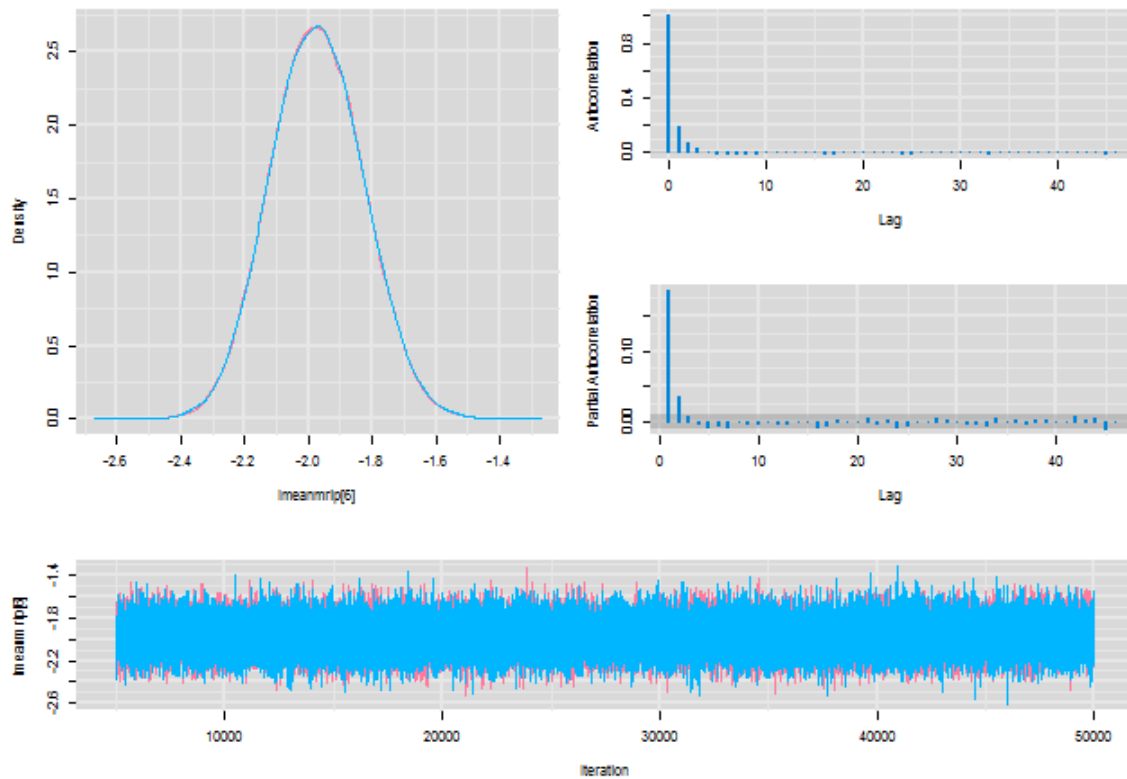 Density
0.0 0.5 1.0 1.5 2.0 2.5
-2.6 -2.4 -2.2 -2.0 -1.8 -1.6 -1.4
lmeanmrip[6]
Autocorrelation
0.0 0.4 0.8
0 10 20 30 40
Lag
Partial Autocorrelation
0.00 0.10
0 10 20 30 40
Lag
lmeanmrip[6]
-2.6 -2.2 -1.8 -1.4
10000 20000 30000 40000 50000
Iteration